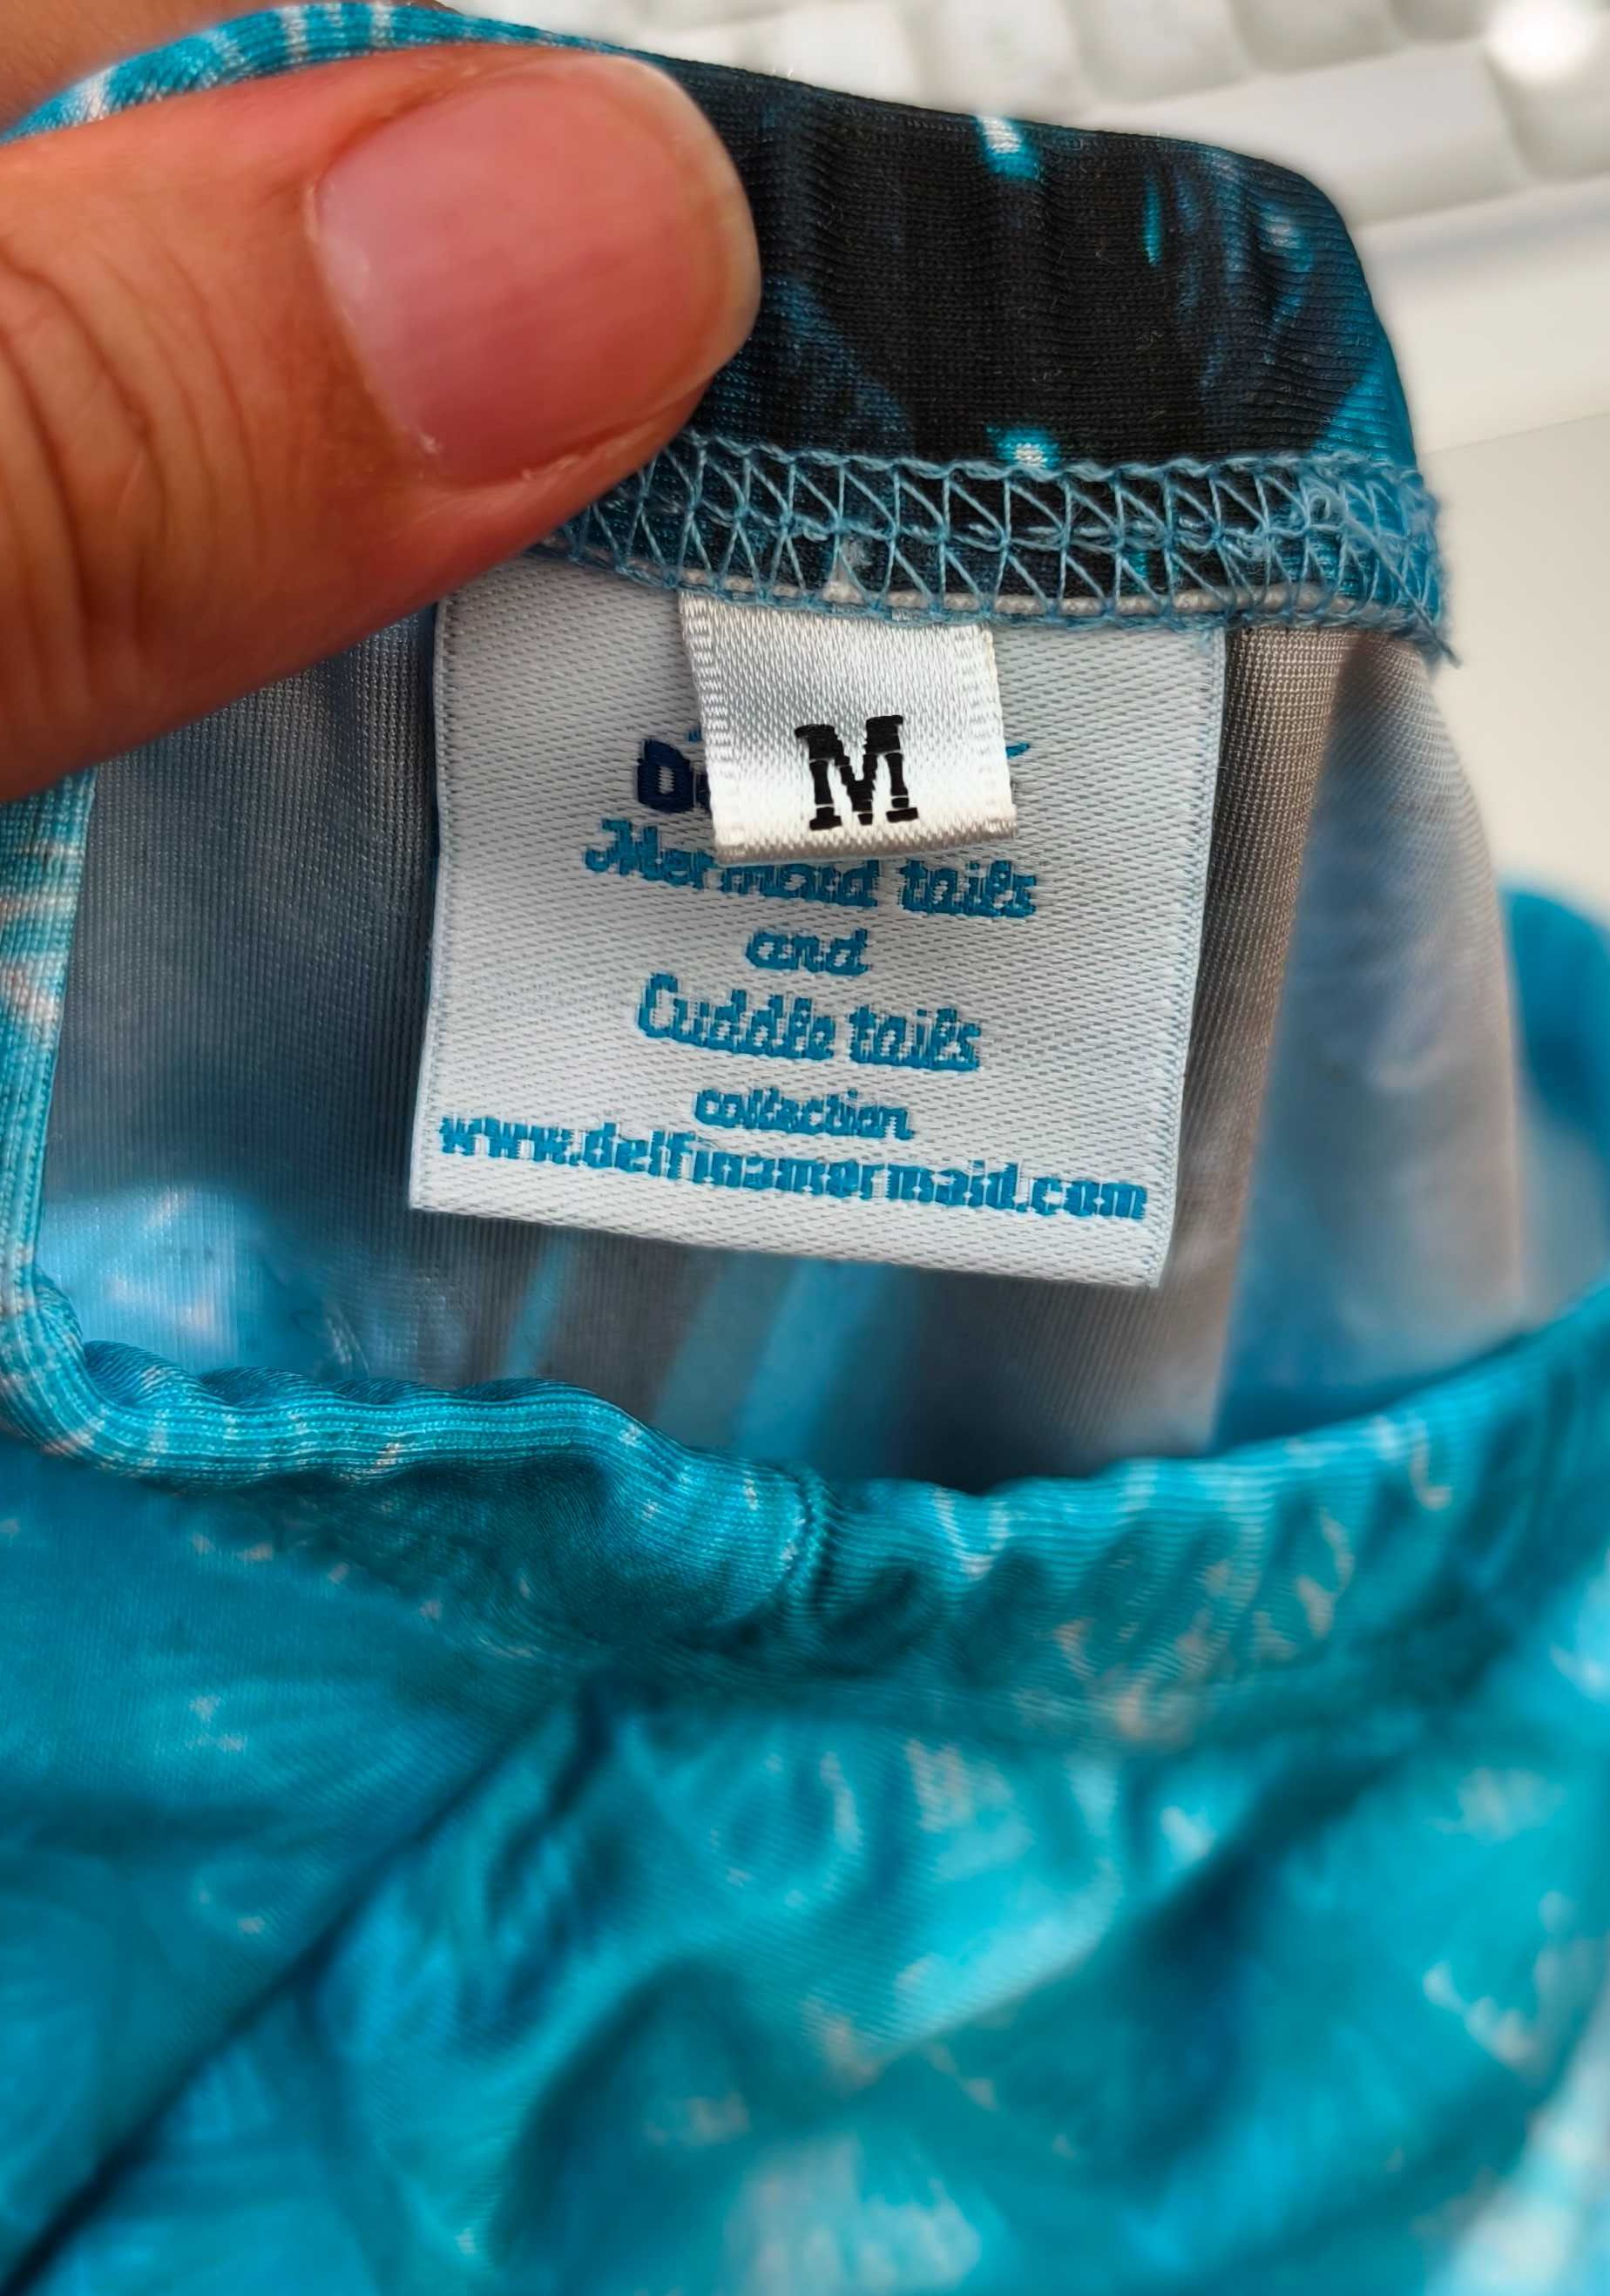 M
Mermaid tails
and
Cuddle tails
collection
www.delfinamermaid.com